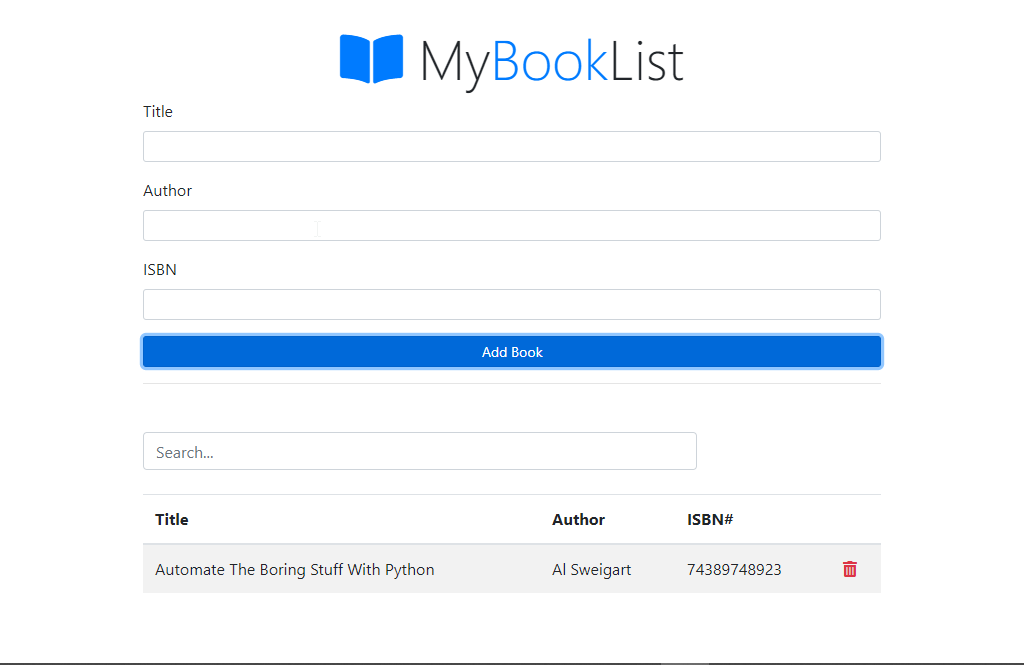 MyBookList
Title
Author
ISBN
Add Book
Search...
Title Author ISBN#
Automate The Boring Stuff With Python Al Sweigart 74389748923